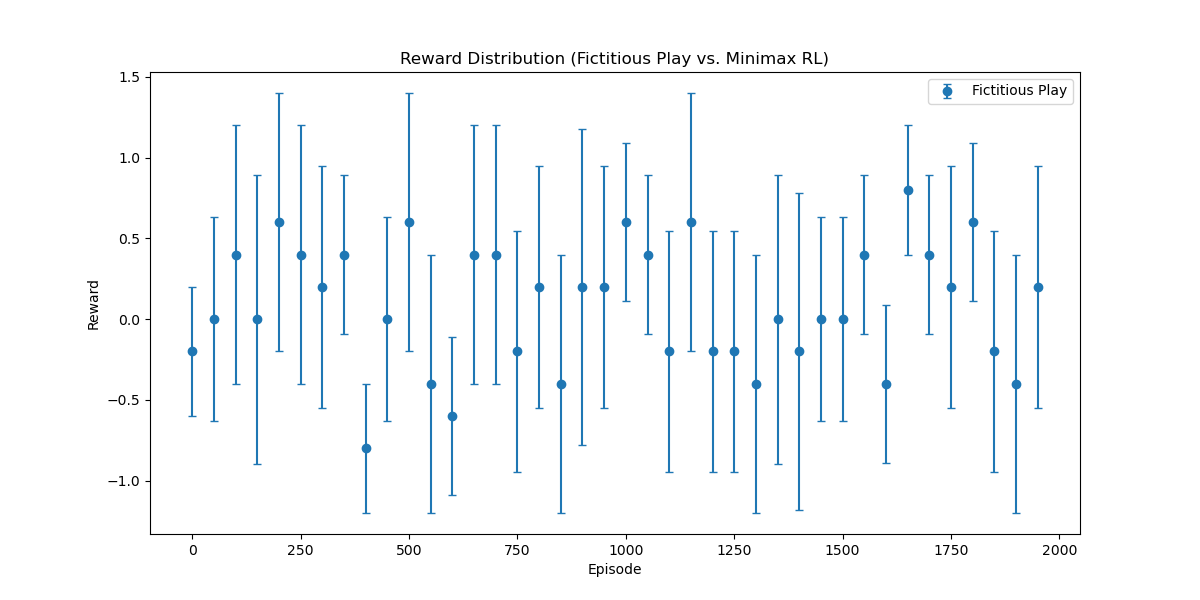 Reward Distribution (Fictitious Play vs. Minimax RL)
Fictitious Play
1.5
1.0
0.5
0.0
−0.5
−1.0
Reward
0 250 500 750 1000 1250 1500 1750 2000
Episode